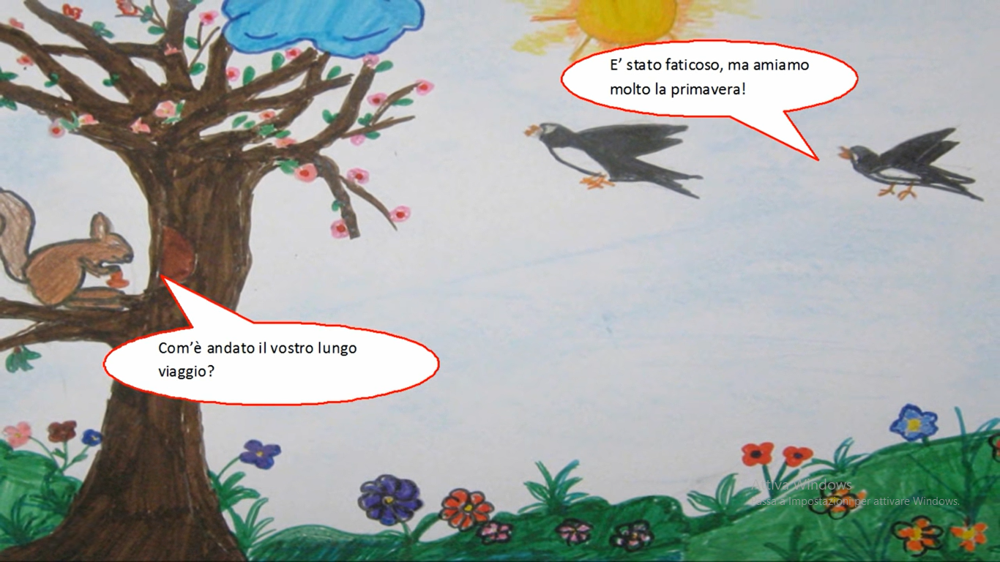 E’ stato faticoso, ma amiamo
molto la primavera!
Com’è andato il vostro lungo
viaggio?
Attiva Windows
Passa a Impostazioni per attivare Windows.